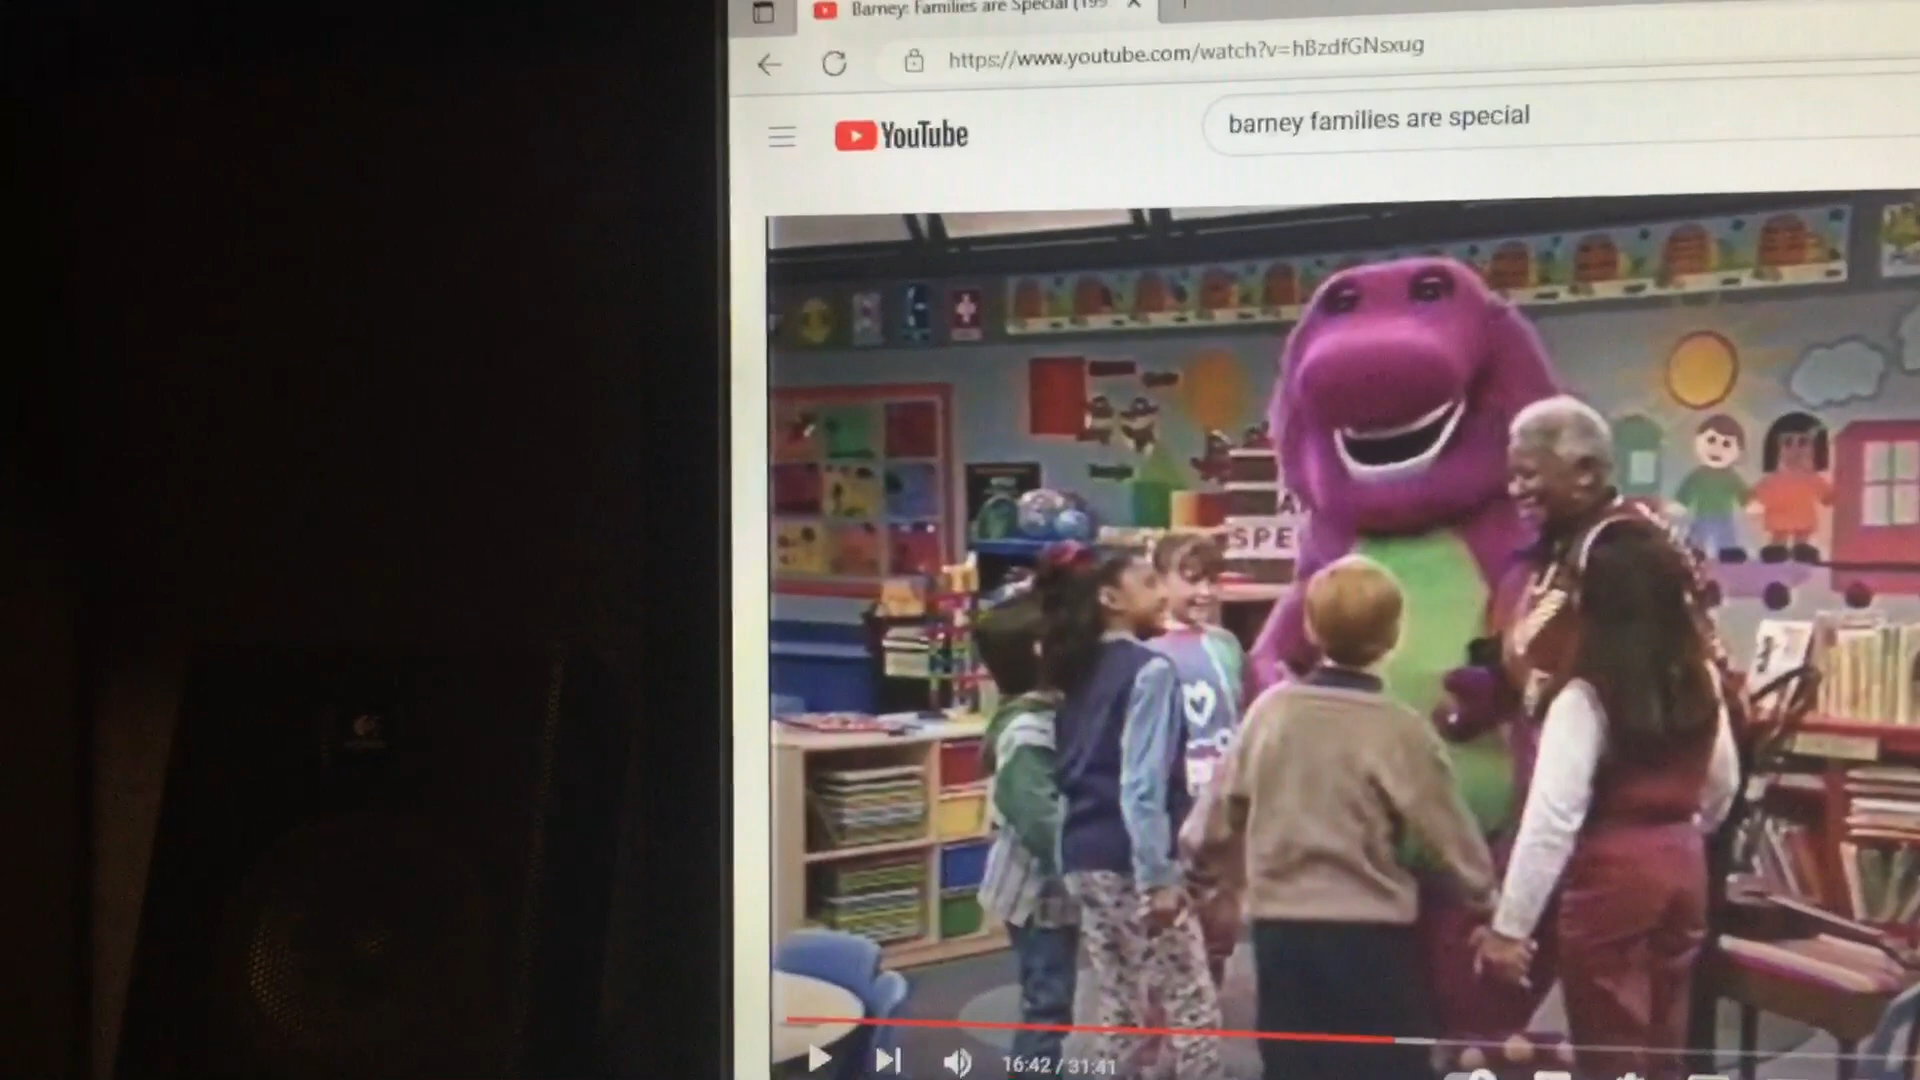 Barney: Families are Special (199
https://www.youtube.com/watch?v=hBzdfGNsxug
YouTube
barney families are special
SPE
16:42 / 31:41